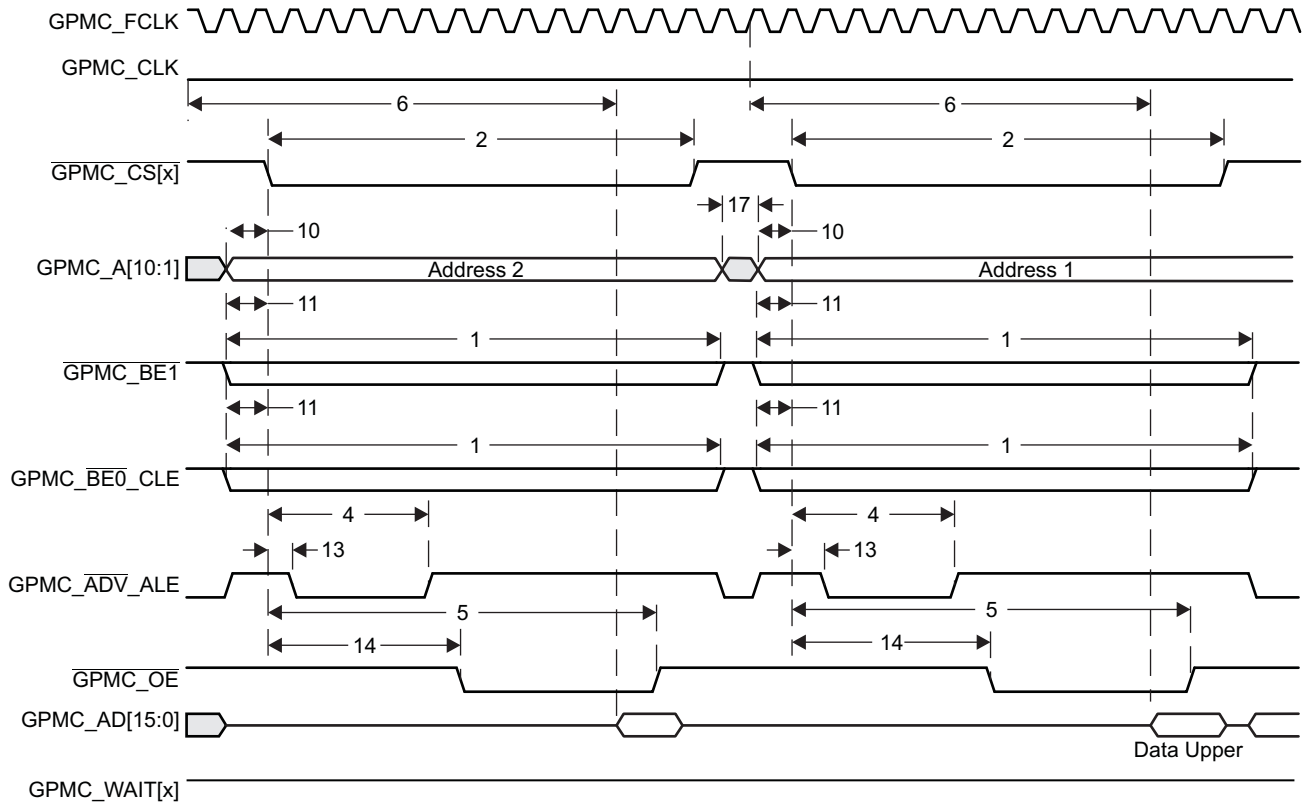 GPMC_FCLK
GPMC_CLK
6 6
2 2
GPMC_CS[x]
17
10 10
GPMC_A[10:1] Address 2 Address 1
11 11
1 1
GPMC_BE1
11 11
1 1
GPMC_BE0_CLE
4 4
13 13
GPMC_ADV_ALE
5 5
14 14
GPMC_OE
GPMC_AD[15:0]
Data Upper
GPMC_WAIT[x]